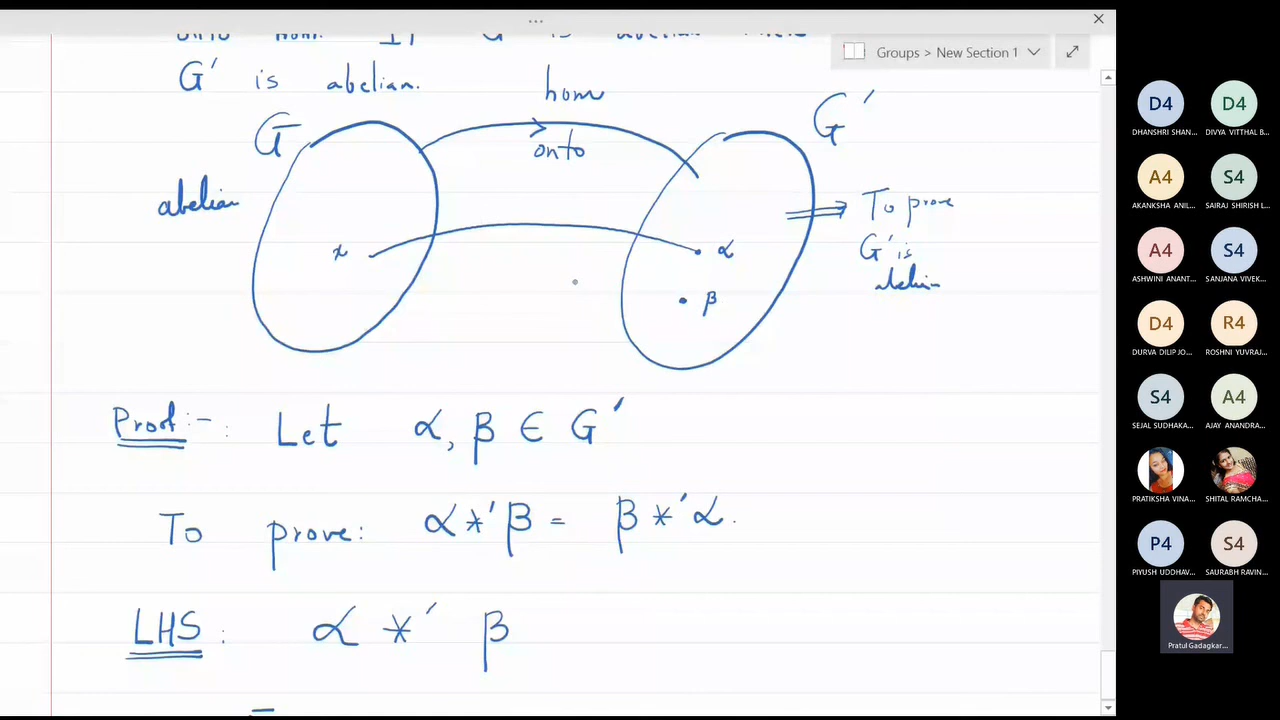 ...
Groups > New Section 1
G' is abelian.
hom
onto
G
G'
abelian
x
α
β
To prove
G' is
abelian
Proof:-: Let α, β ∈ G'
To prove: α *' β = β *' α.
LHS: α *' β
=
D4 D4
DHANSHRI SHAN... DIVYA VITTHAL B...
A4 S4
AKANKSHA ANIL... SAIRAJ SHIRISH L...
A4 S4
ASHWINI ANANT... SANJANA VIVEK...
D4 R4
DURVA DILIP JO... ROSHNI YUVRAJ...
S4 A4
SEJAL SUDHAKA... AJAY ANANDRA...
PRATIKSHA VINA... SHITAL RAMCHA...
P4 S4
PIYUSH UDDHAV... SAURABH RAVIN...
Pratul Gadagkar...